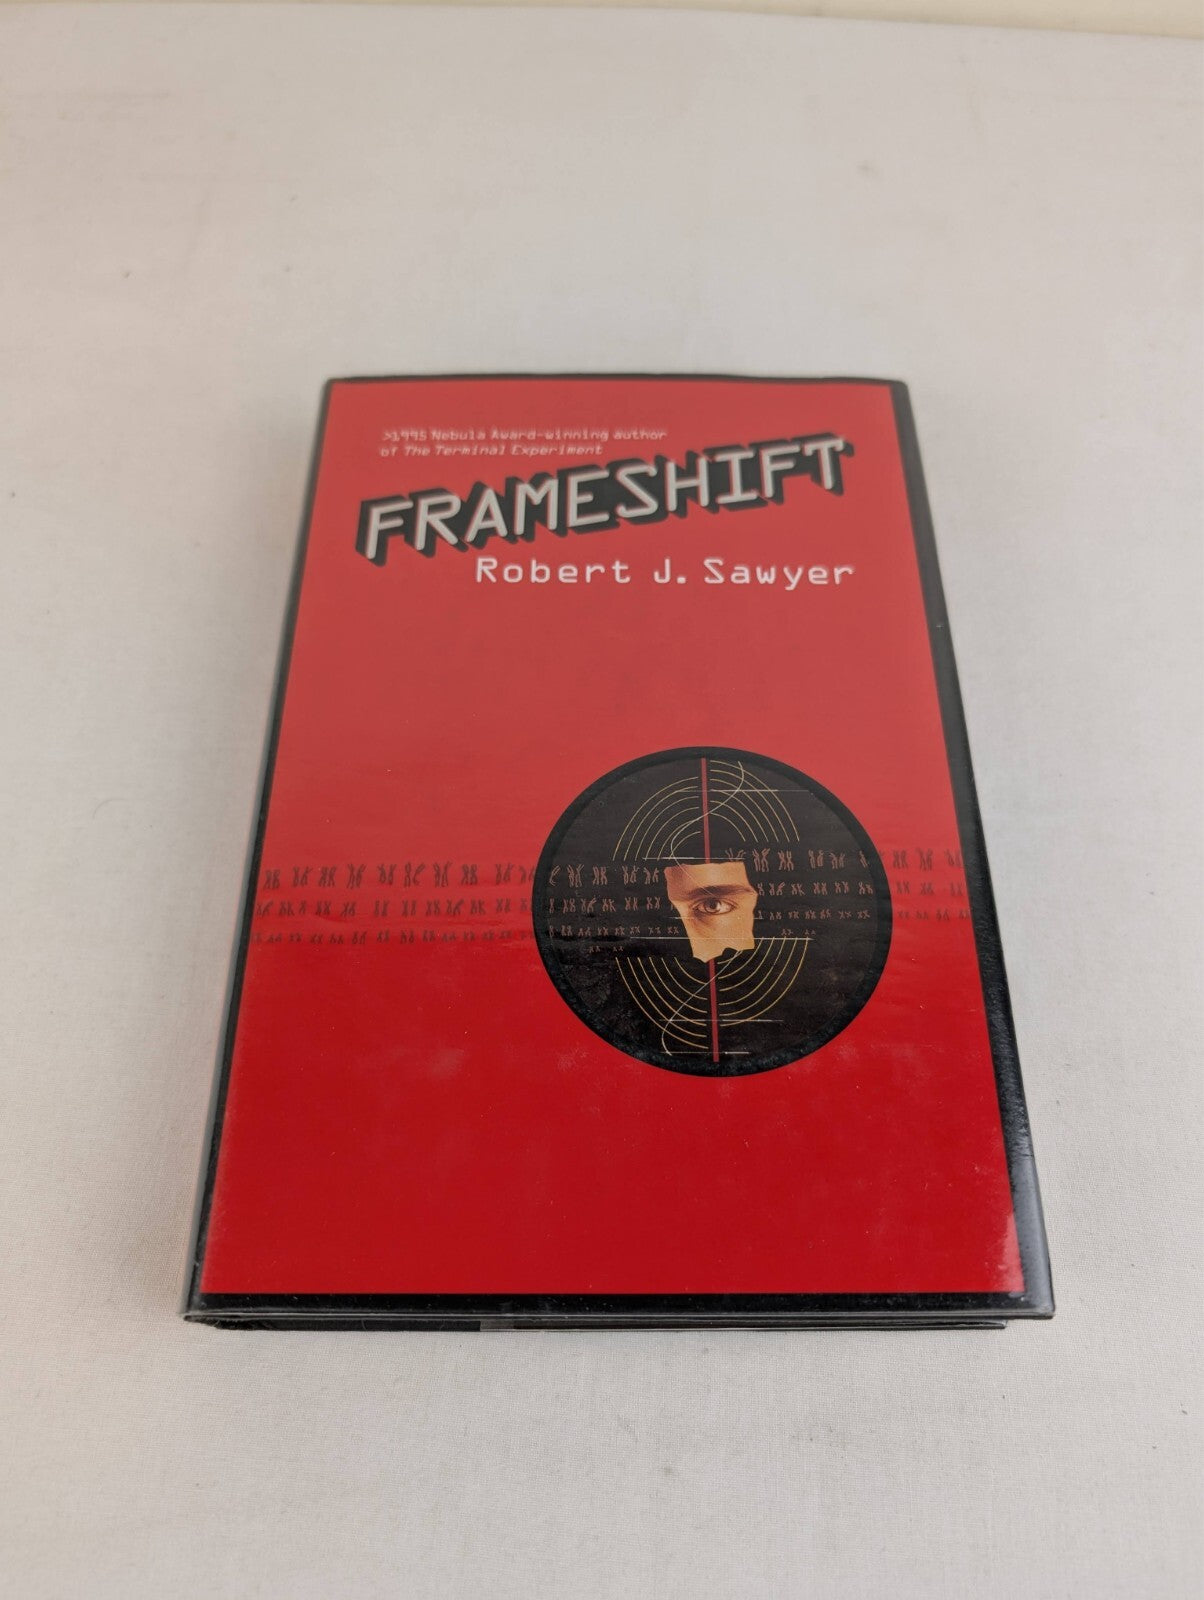 >1995 Nebula Award-winning author
of The Terminal Experiment
FRAMESHIFT
Robert J. Sawyer